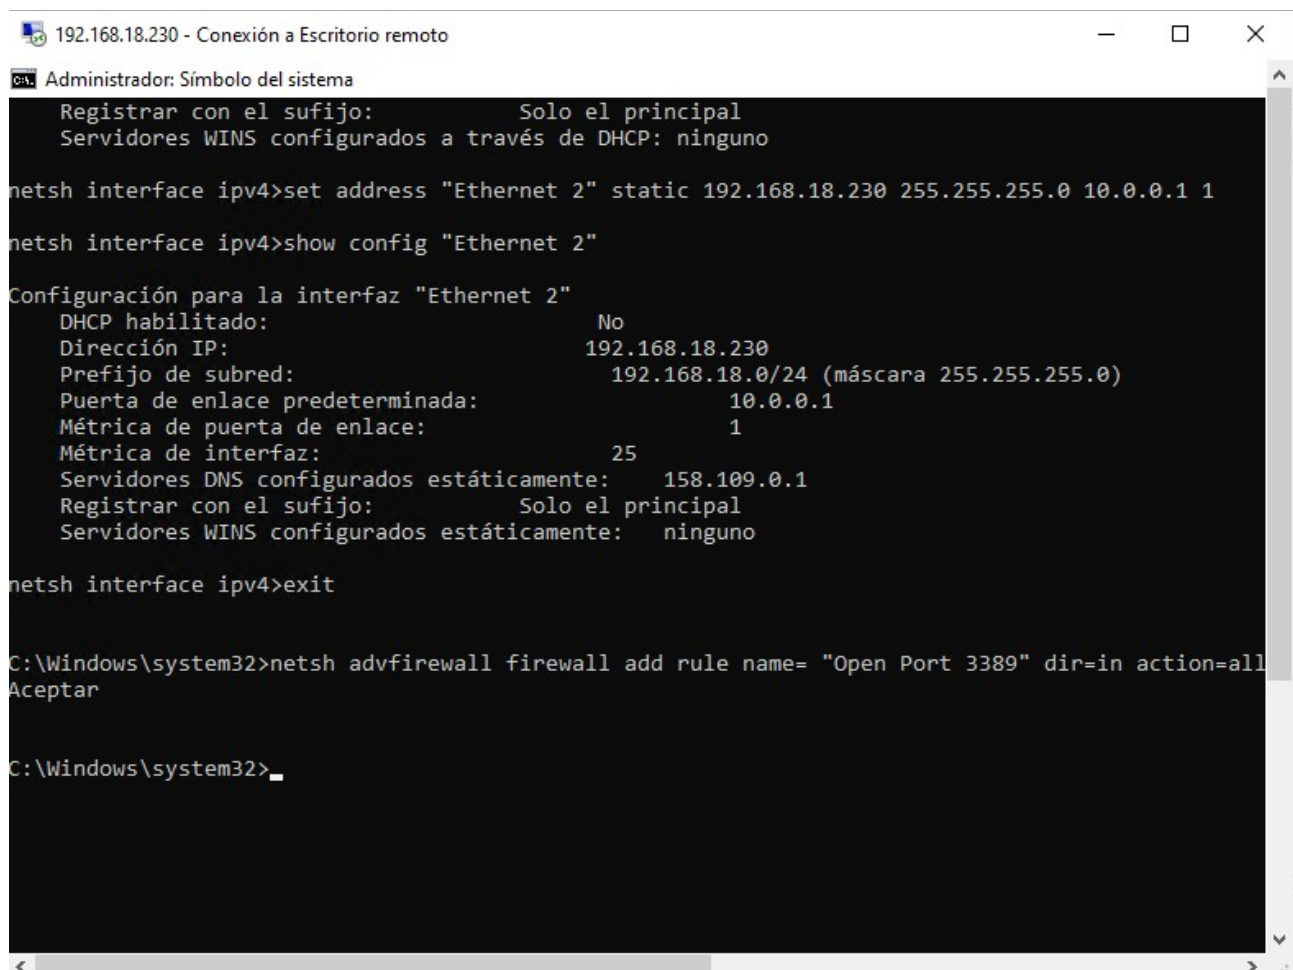 192.168.18.230 - Conexión a Escritorio remoto
Administrador: Símbolo del sistema
Registrar con el sufijo: Solo el principal
Servidores WINS configurados a través de DHCP: ninguno
netsh interface ipv4>set address "Ethernet 2" static 192.168.18.230 255.255.255.0 10.0.0.1 1
netsh interface ipv4>show config "Ethernet 2"
Configuración para la interfaz "Ethernet 2"
DHCP habilitado: No
Dirección IP: 192.168.18.230
Prefijo de subred: 192.168.18.0/24 (máscara 255.255.255.0)
Puerta de enlace predeterminada: 10.0.0.1
Métrica de puerta de enlace: 1
Métrica de interfaz: 25
Servidores DNS configurados estáticamente: 158.109.0.1
Registrar con el sufijo: Solo el principal
Servidores WINS configurados estáticamente: ninguno
netsh interface ipv4>exit
C:\Windows\system32>netsh advfirewall firewall add rule name= "Open Port 3389" dir=in action=all
Aceptar
C:\Windows\system32>